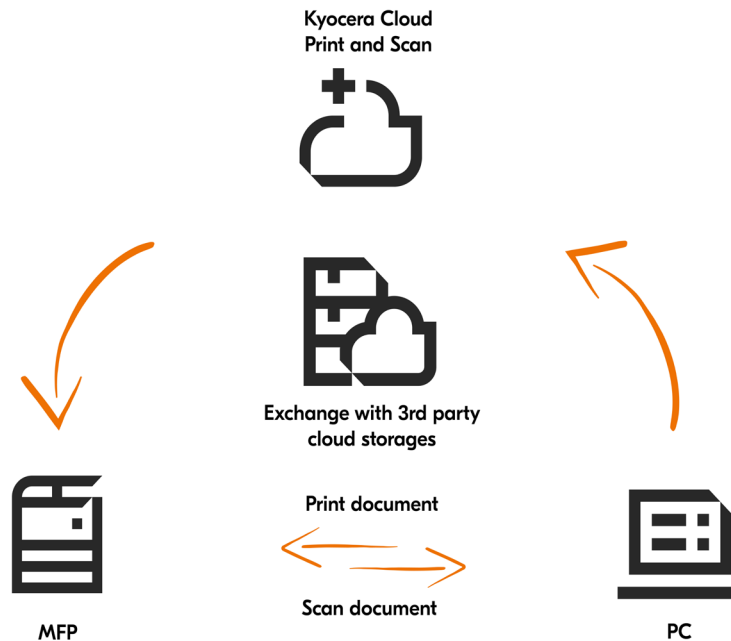 Kyocera Cloud
Print and Scan
Exchange with 3rd party
cloud storages
Print document
Scan document
MFP
PC